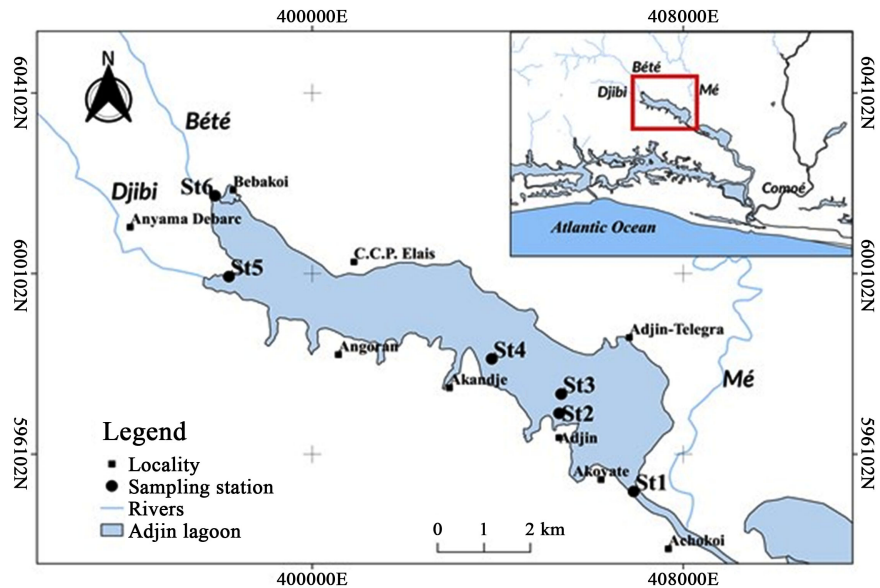 400000E
408000E
N
604102N
604102N
Bété
Bété
Mé
Djibi
Comoé
Atlantic Ocean
St6
Bebakoi
Djibi
Anyama Debarc
C.C.P. Elais
600102N
600102N
St5
Adjin-Telegra
Angoran
St4
Akandje
St3
Mé
St2
Adjin
596102N
596102N
Legend
Locality
Sampling station
Rivers
Adjin lagoon
Akoyate
St1
0 1 2 km
Achokoi
400000E
408000E